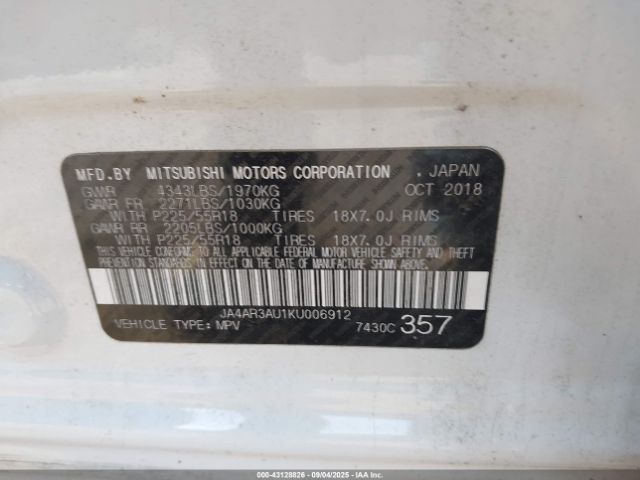 MFD.BY MITSUBISHI MOTORS CORPORATION . JAPAN
GVWR 4343LBS/1970KG OCT 2018
GAWR FR 2271LBS/1030KG
WITH P225/55R18 TIRES 18X7.0J RIMS
GAWR RR 2205LBS/1000KG
WITH P225/55R18 TIRES 18X7.0J RIMS
THIS VEHICLE CONFORMS TO ALL APPLICABLE FEDERAL MOTOR VEHICLE SAFETY AND THEFT
PREVENTION STANDARDS IN EFFECT ON THE DATE OF MANUFACTURE SHOWN ABOVE.
JA4AR3AU1KU006912
VEHICLE TYPE:MPV 7430C 357
000-43128826 - 09/04/2025 - IAAI.COM - COPART